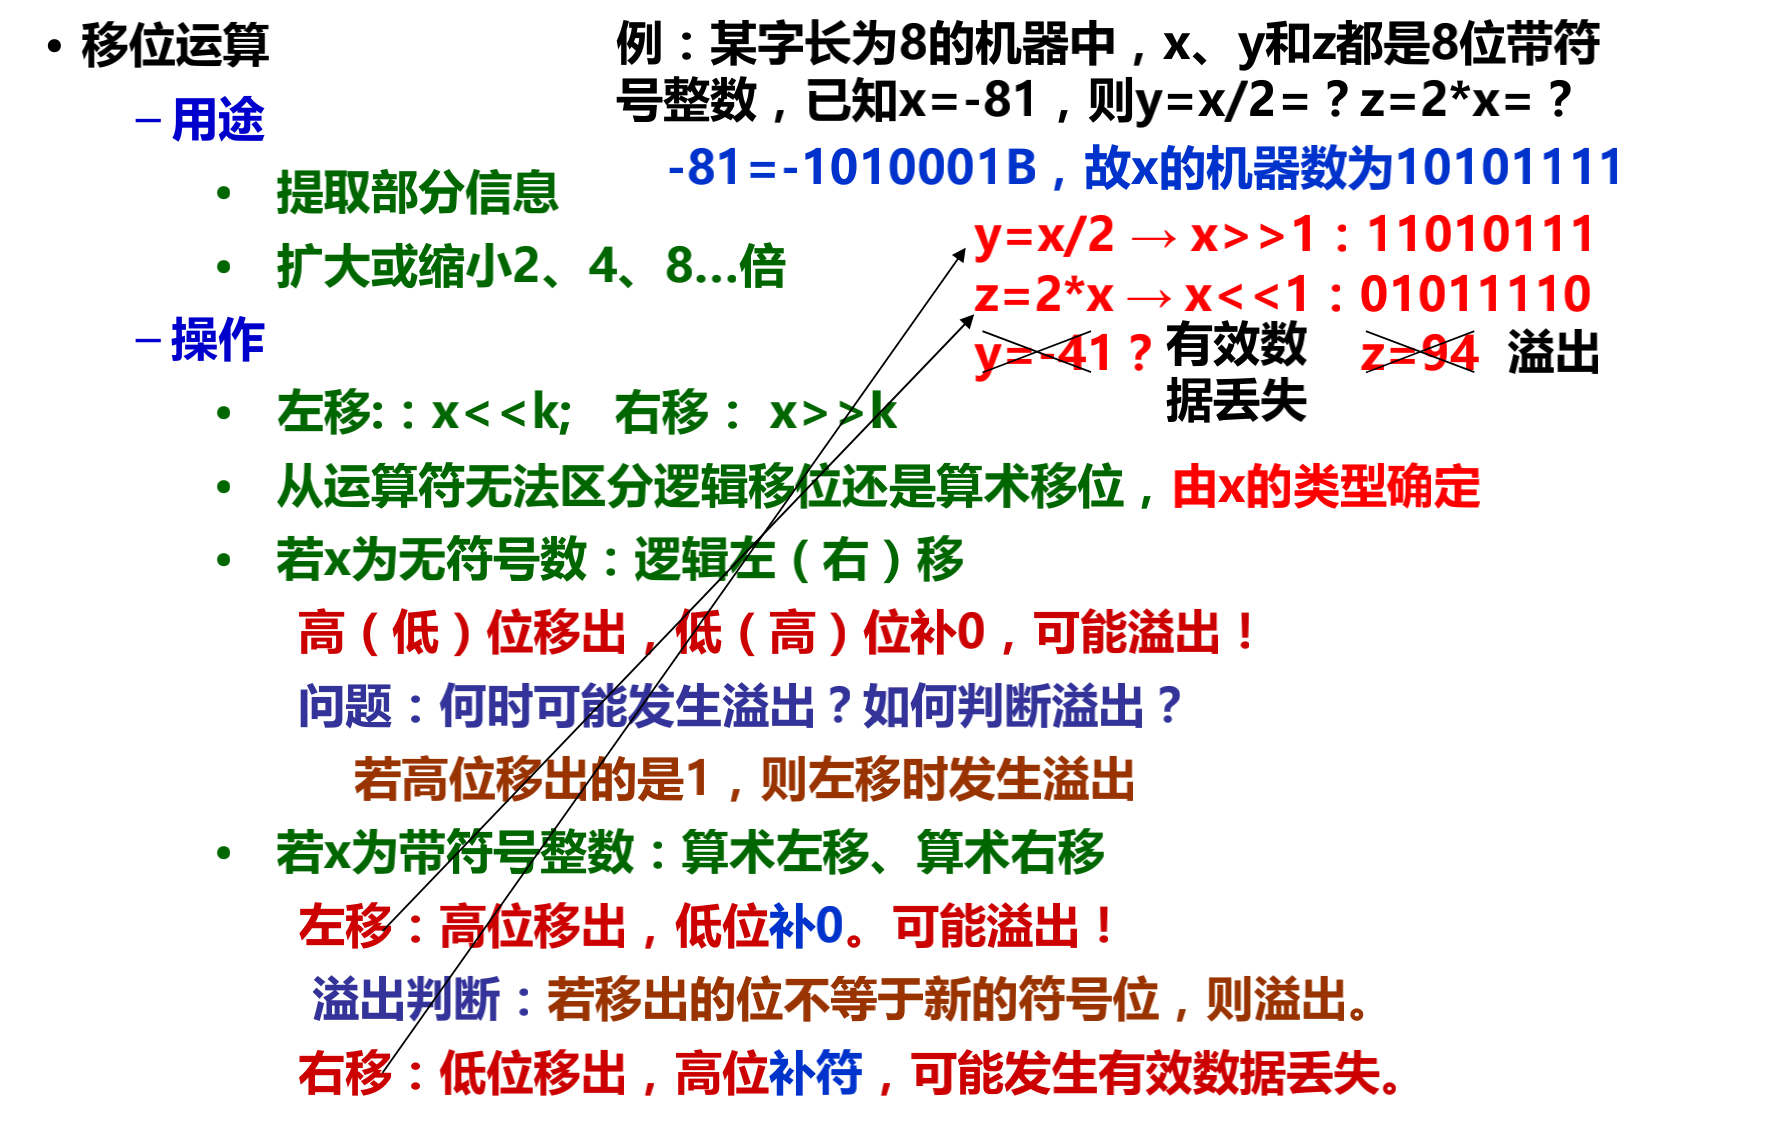 • 移位运算
– 用途
• 提取部分信息
• 扩大或缩小2、4、8…倍
– 操作
• 左移:：x<<k; 右移： x>>k
• 从运算符无法区分逻辑移位还是算术移位，由x的类型确定
• 若x为无符号数：逻辑左（右）移
高（低）位移出，低（高）位补0，可能溢出！
问题：何时可能发生溢出？如何判断溢出？
若高位移出的是1，则左移时发生溢出
• 若x为带符号整数：算术左移、算术右移
左移：高位移出，低位补0。可能溢出！
溢出判断：若移出的位不等于新的符号位，则溢出。
右移：低位移出，高位补符，可能发生有效数据丢失。
例：某字长为8的机器中，x、y和z都是8位带符
号整数，已知x=-81，则y=x/2=？z=2*x=？
-81=-1010001B，故x的机器数为10101111
y=x/2 → x>>1：11010111
z=2*x → x<<1：01011110
y=-41？ 有效数 z=94 溢出
据丢失